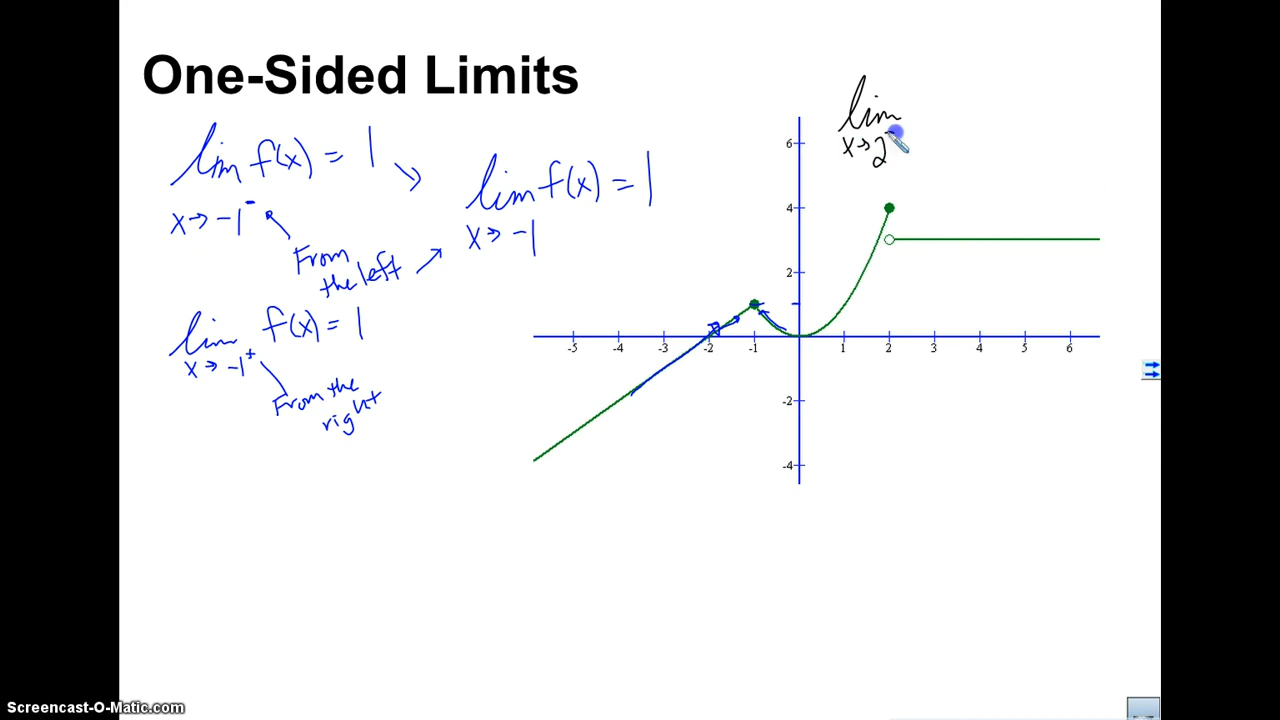 One-Sided Limits
lim f(x) = 1
x → -1⁻
From
the left
lim f(x) = 1
x → -1
lim f(x) = 1
x → -1⁺
From the
right
lim
x → 2⁻
6
4
2
-5 -4 -3 -2 -1 1 2 3 4 5 6
-2
-4
Screencast-O-Matic.com